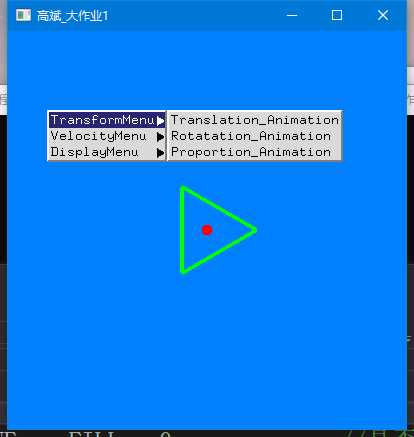 高斌_大作业1
TransformMenu
Translation_Animation
VelocityMenu
Rotatation_Animation
DisplayMenu
Proportion_Animation